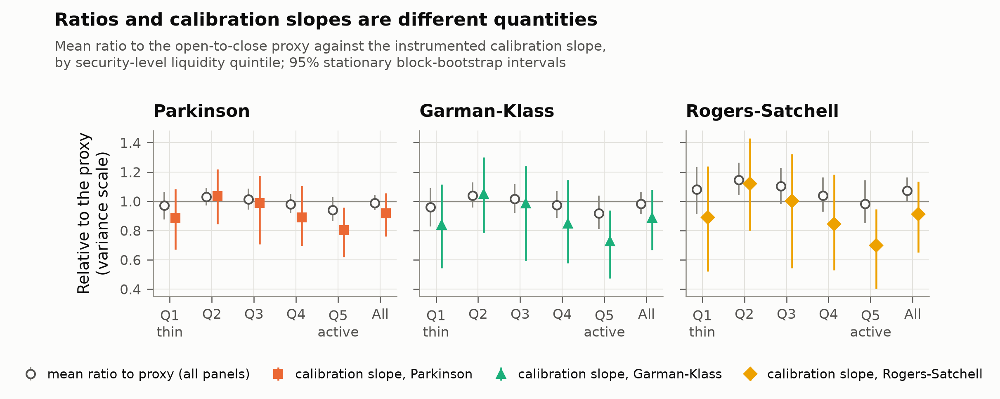 Ratios and calibration slopes are different quantities
Mean ratio to the open-to-close proxy against the instrumented calibration slope,
by security-level liquidity quintile; 95% stationary block-bootstrap intervals
Parkinson
Garman-Klass
Rogers-Satchell
Relative to the proxy
(variance scale)
1.4
1.2
1.0
0.8
0.6
0.4
Q1 Q2 Q3 Q4 Q5 All
thin active
Q1 Q2 Q3 Q4 Q5 All
thin active
Q1 Q2 Q3 Q4 Q5 All
thin active
mean ratio to proxy (all panels)
calibration slope, Parkinson
calibration slope, Garman-Klass
calibration slope, Rogers-Satchell